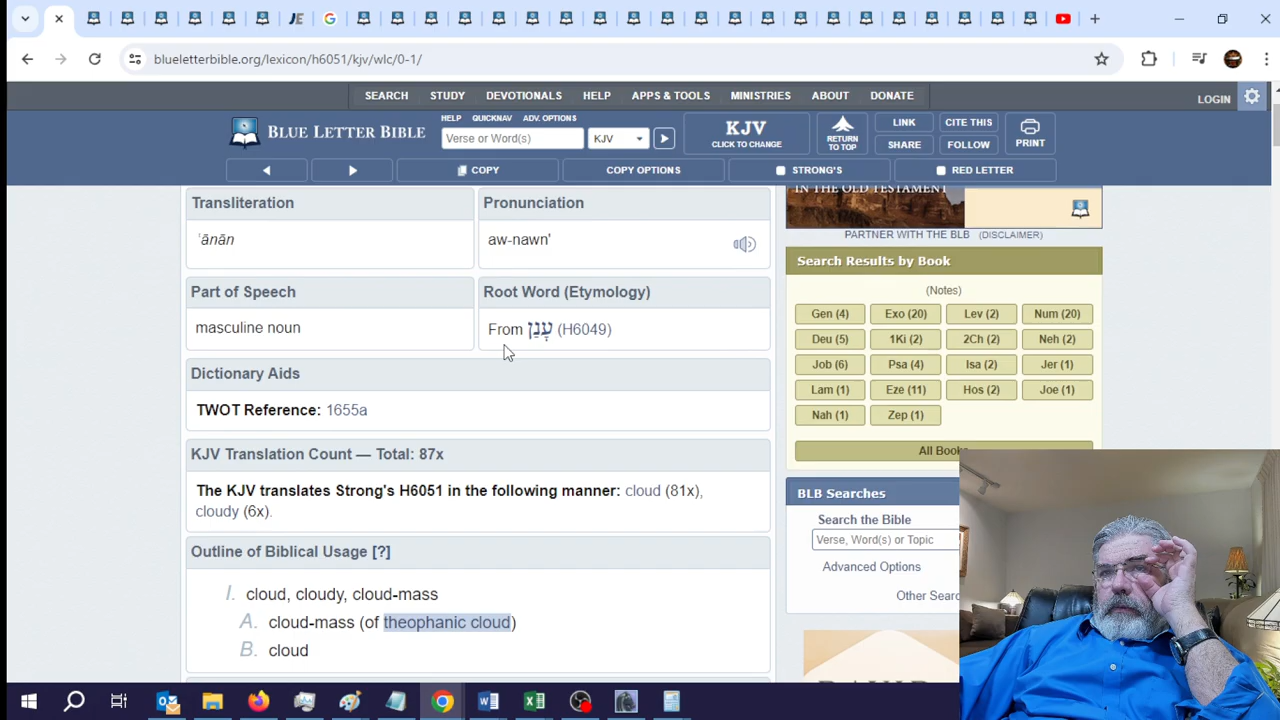 JE
blueletterbible.org/lexicon/h6051/kjv/wlc/0-1/
SEARCH STUDY DEVOTIONALS HELP APPS & TOOLS MINISTRIES ABOUT DONATE LOGIN
BLUE LETTER BIBLE
HELP QUICKNAV ADV. OPTIONS
Verse or Word(s) KJV
KJV
CLICK TO CHANGE
RETURN
TO TOP
LINK CITE THIS
SHARE FOLLOW
PRINT
COPY COPY OPTIONS STRONG'S RED LETTER
Transliteration
ʿānān
Pronunciation
aw-nawn'
Part of Speech
masculine noun
Root Word (Etymology)
From עָנַן (H6049)
Dictionary Aids
TWOT Reference: 1655a
KJV Translation Count — Total: 87x
The KJV translates Strong's H6051 in the following manner: cloud (81x),
cloudy (6x).
Outline of Biblical Usage [?]
I. cloud, cloudy, cloud-mass
A. cloud-mass (of theophanic cloud)
B. cloud
IN THE OLD TESTAMENT
PARTNER WITH THE BLB (DISCLAIMER)
Search Results by Book
(Notes)
Gen (4) Exo (20) Lev (2) Num (20)
Deu (5) 1Ki (2) 2Ch (2) Neh (2)
Job (6) Psa (4) Isa (2) Jer (1)
Lam (1) Eze (11) Hos (2) Joe (1)
Nah (1) Zep (1)
All Books
BLB Searches
Search the Bible
Verse, Word(s) or Topic
Advanced Options
Other Sear